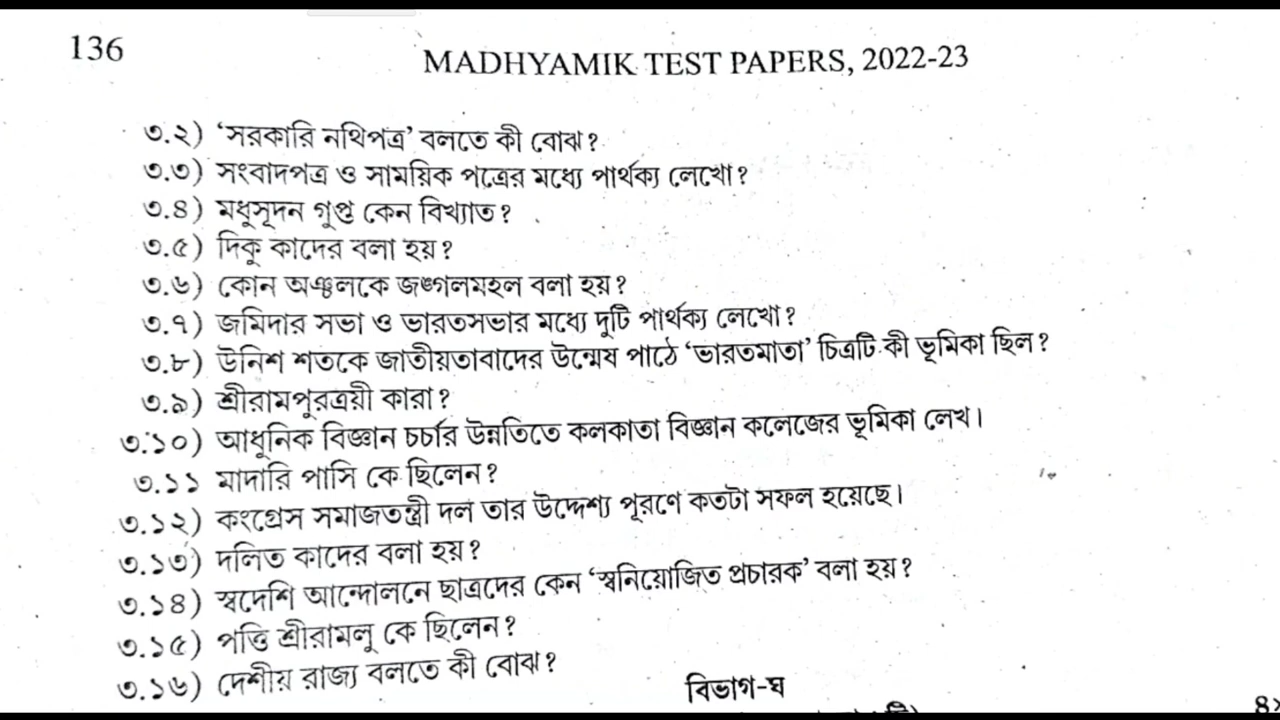 136
MADHYAMIK TEST PAPERS, 2022-23
৩.২) ‘সরকারি নথিপত্র’ বলতে কী বোঝ?
৩.৩) সংবাদপত্র ও সাময়িক পত্রের মধ্যে পার্থক্য লেখো?
৩.৪) মধুসূদন গুপ্ত কেন বিখ্যাত?
৩.৫) দিকু কাদের বলা হয়?
৩.৬) কোন অঞ্চলকে জঙ্গলমহল বলা হয়?
৩.৭) জমিদার সভা ও ভারতসভার মধ্যে দুটি পার্থক্য লেখো?
৩.৮) উনিশ শতকে জাতীয়তাবাদের উন্মেষ পাঠে ‘ভারতমাতা’ চিত্রটি কী ভূমিকা ছিল?
৩.৯) শ্রীরামপুরত্রয়ী কারা?
৩.১০) আধুনিক বিজ্ঞান চর্চার উন্নতিতে কলকাতা বিজ্ঞান কলেজের ভূমিকা লেখ।
৩.১১ মাদারি পাসি কে ছিলেন?
৩.১২) কংগ্রেস সমাজতন্ত্রী দল তার উদ্দেশ্য পূরণে কতটা সফল হয়েছে।
৩.১৩) দলিত কাদের বলা হয়?
৩.১৪) স্বদেশি আন্দোলনে ছাত্রদের কেন ‘স্বনিয়োজিত প্রচারক’ বলা হয়?
৩.১৫) পত্তি শ্রীরামলু কে ছিলেন?
৩.১৬) দেশীয় রাজ্য বলতে কী বোঝ?
বিভাগ-ঘ